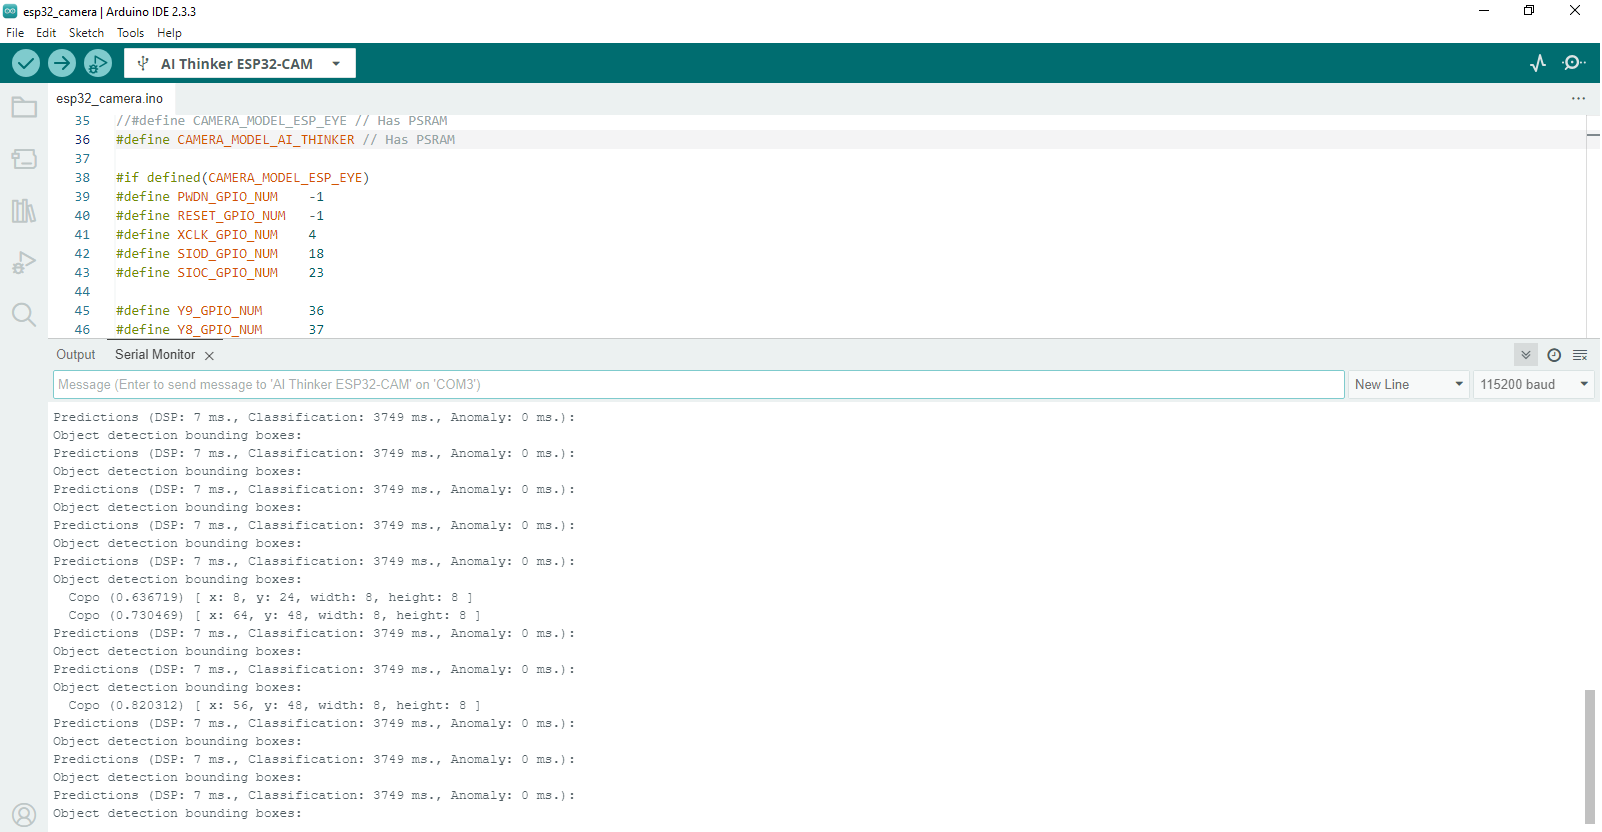 esp32_camera | Arduino IDE 2.3.3
File Edit Sketch Tools Help
AI Thinker ESP32-CAM
esp32_camera.ino
35 //#define CAMERA_MODEL_ESP_EYE // Has PSRAM
36 #define CAMERA_MODEL_AI_THINKER // Has PSRAM
37
38 #if defined(CAMERA_MODEL_ESP_EYE)
39 #define PWDN_GPIO_NUM -1
40 #define RESET_GPIO_NUM -1
41 #define XCLK_GPIO_NUM 4
42 #define SIOD_GPIO_NUM 18
43 #define SIOC_GPIO_NUM 23
44
45 #define Y9_GPIO_NUM 36
46 #define Y8_GPIO_NUM 37
Output Serial Monitor
Message (Enter to send message to 'AI Thinker ESP32-CAM' on 'COM3') New Line 115200 baud
Predictions (DSP: 7 ms., Classification: 3749 ms., Anomaly: 0 ms.):
Object detection bounding boxes:
Predictions (DSP: 7 ms., Classification: 3749 ms., Anomaly: 0 ms.):
Object detection bounding boxes:
Predictions (DSP: 7 ms., Classification: 3749 ms., Anomaly: 0 ms.):
Object detection bounding boxes:
Predictions (DSP: 7 ms., Classification: 3749 ms., Anomaly: 0 ms.):
Object detection bounding boxes:
Predictions (DSP: 7 ms., Classification: 3749 ms., Anomaly: 0 ms.):
Object detection bounding boxes:
Copo (0.636719) [ x: 8, y: 24, width: 8, height: 8 ]
Copo (0.730469) [ x: 64, y: 48, width: 8, height: 8 ]
Predictions (DSP: 7 ms., Classification: 3749 ms., Anomaly: 0 ms.):
Object detection bounding boxes:
Predictions (DSP: 7 ms., Classification: 3749 ms., Anomaly: 0 ms.):
Object detection bounding boxes:
Copo (0.820312) [ x: 56, y: 48, width: 8, height: 8 ]
Predictions (DSP: 7 ms., Classification: 3749 ms., Anomaly: 0 ms.):
Object detection bounding boxes:
Predictions (DSP: 7 ms., Classification: 3749 ms., Anomaly: 0 ms.):
Object detection bounding boxes:
Predictions (DSP: 7 ms., Classification: 3749 ms., Anomaly: 0 ms.):
Object detection bounding boxes: